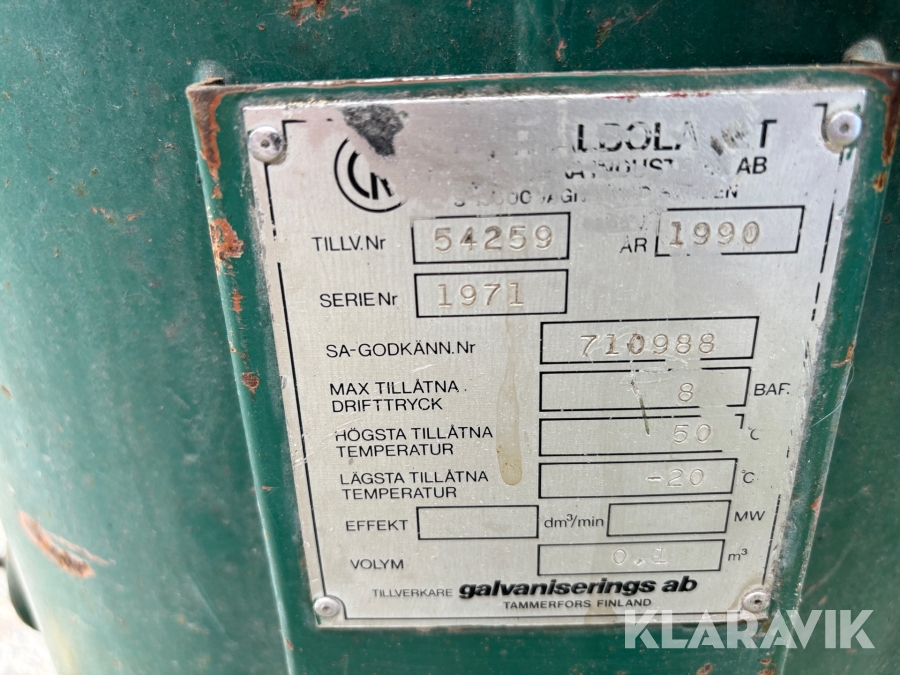 AB
TILLV.Nr 54259 ÅR 1990
SERIE Nr 1971
SA-GODKÄNN.Nr 710988
MAX TILLÅTNA
DRIFTTRYCK 8 BAR
HÖGSTA TILLÅTNA
TEMPERATUR 50 °C
LÄGSTA TILLÅTNA
TEMPERATUR -20 °C
EFFEKT dm³/min MW
VOLYM 0,1 m³
TILLVERKARE galvaniserings ab
TAMMERFORS FINLAND
KLARAVIK